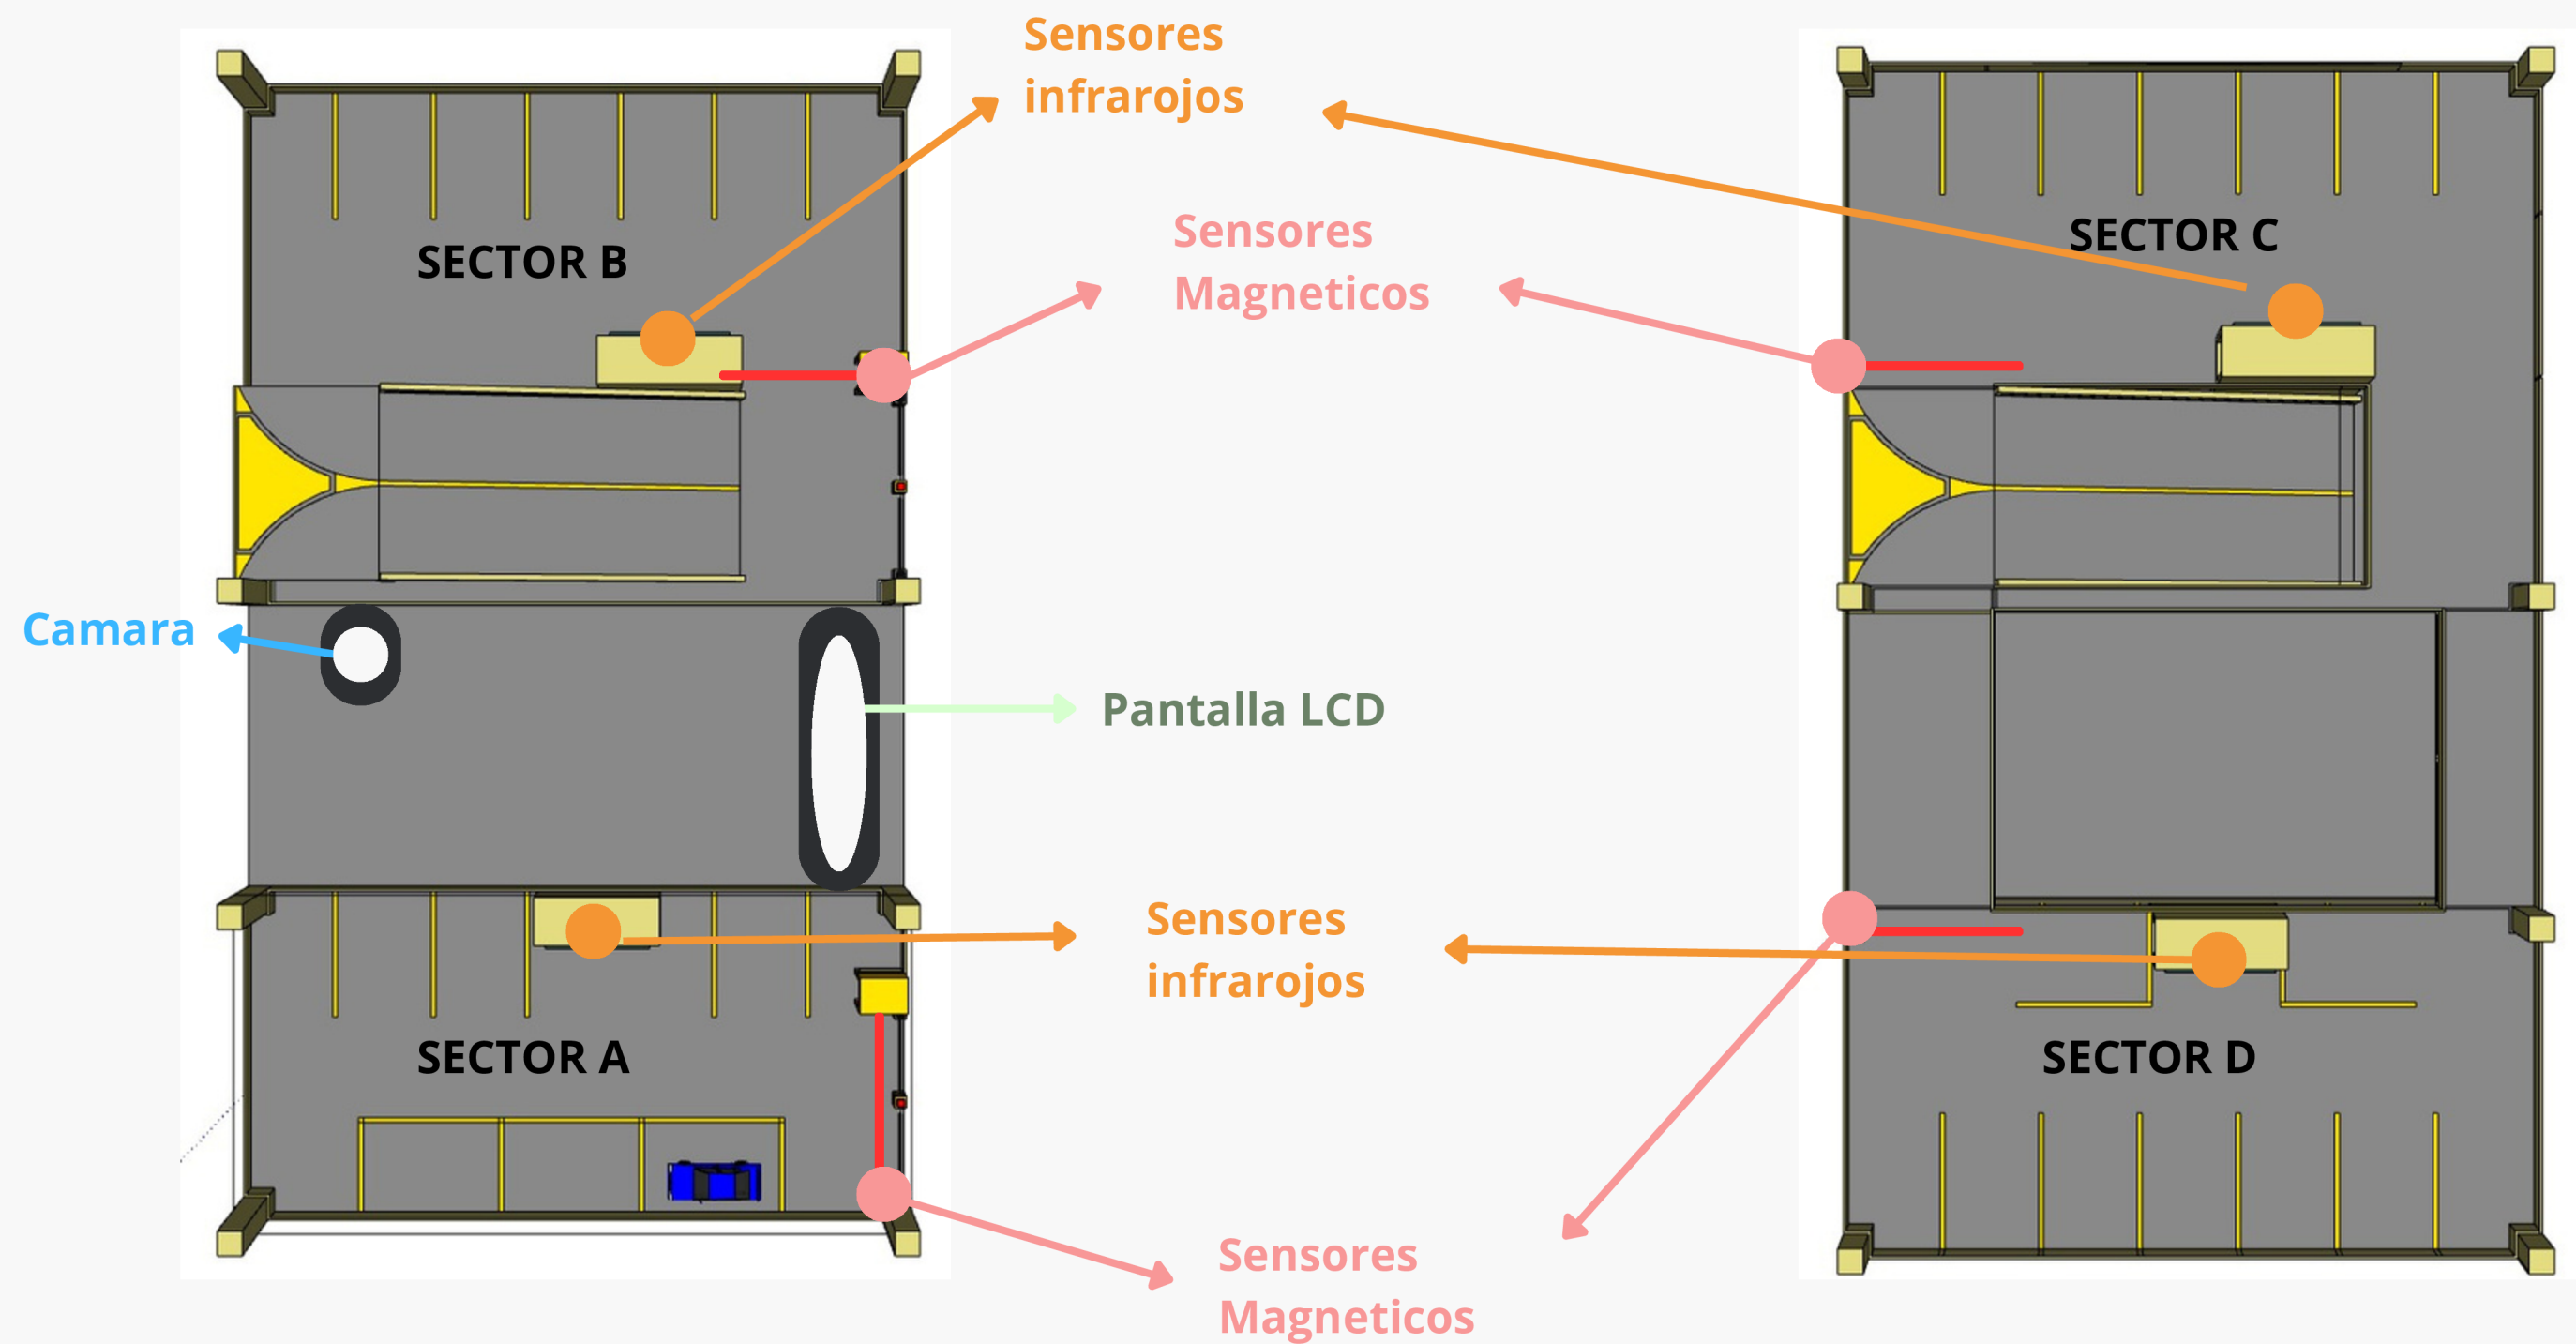 Sensores
infrarojos
Sensores
Magneticos
SECTOR B
SECTOR C
Camara
Pantalla LCD
Sensores
infrarojos
SECTOR A
SECTOR D
Sensores
Magneticos